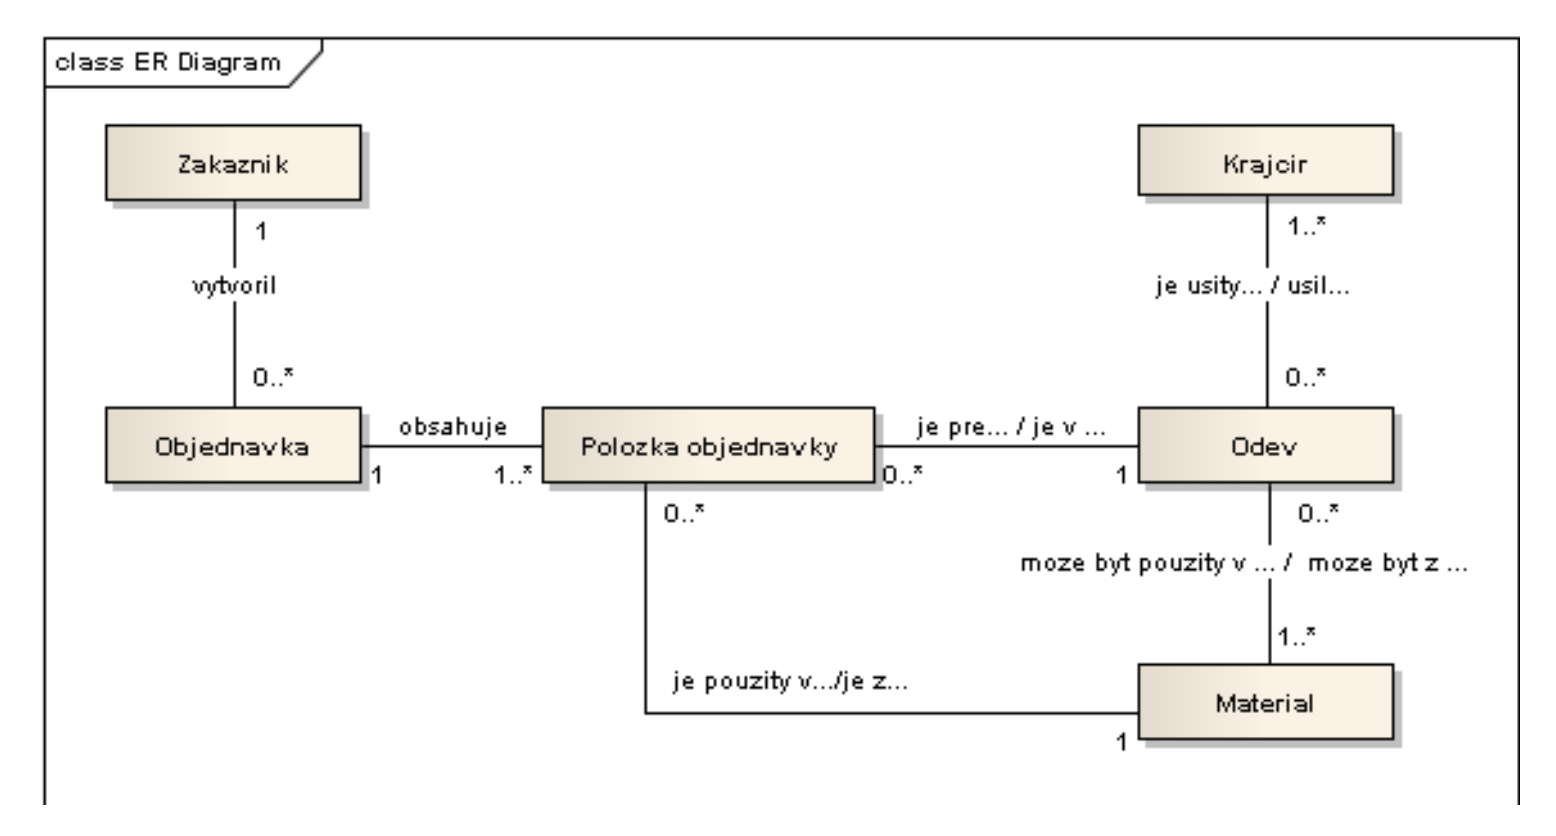 class ER Diagram
Zakaznik
Krajcir
1
1..*
vytvoril
je usity... / usil...
0..*
0..*
Objednavka
obsahuje
Polozka objednavky
je pre... / je v ...
Odev
1
1..*
0..*
1
0..*
0..*
moze byt pouzity v ... / moze byt z ...
1..*
je pouzity v.../je z...
Material
1